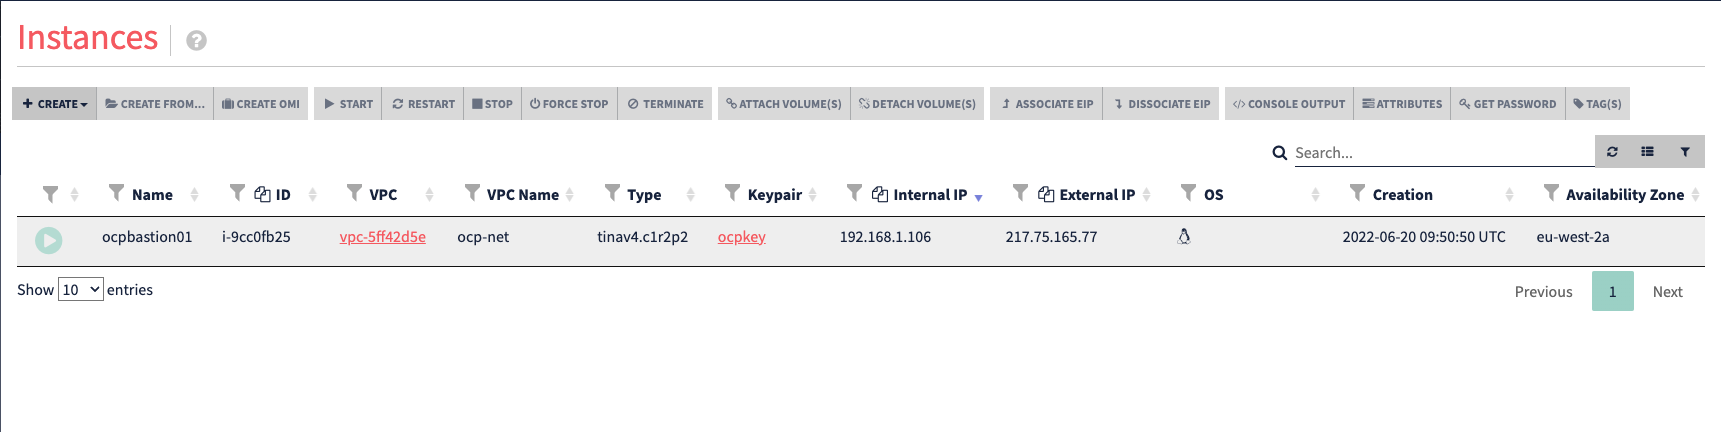 Instances ?
CREATE CREATE FROM... CREATE OMI START RESTART STOP FORCE STOP TERMINATE ATTACH VOLUME(S) DETACH VOLUME(S) ASSOCIATE EIP DISSOCIATE EIP CONSOLE OUTPUT ATTRIBUTES GET PASSWORD TAG(S)
Search...
Name ID VPC VPC Name Type Keypair Internal IP External IP OS Creation Availability Zone
ocpbastion01 i-9cc0fb25 vpc-5ff42d5e ocp-net tinav4.c1r2p2 ocpkey 192.168.1.106 217.75.165.77 2022-06-20 09:50:50 UTC eu-west-2a
Show 10 entries Previous 1 Next